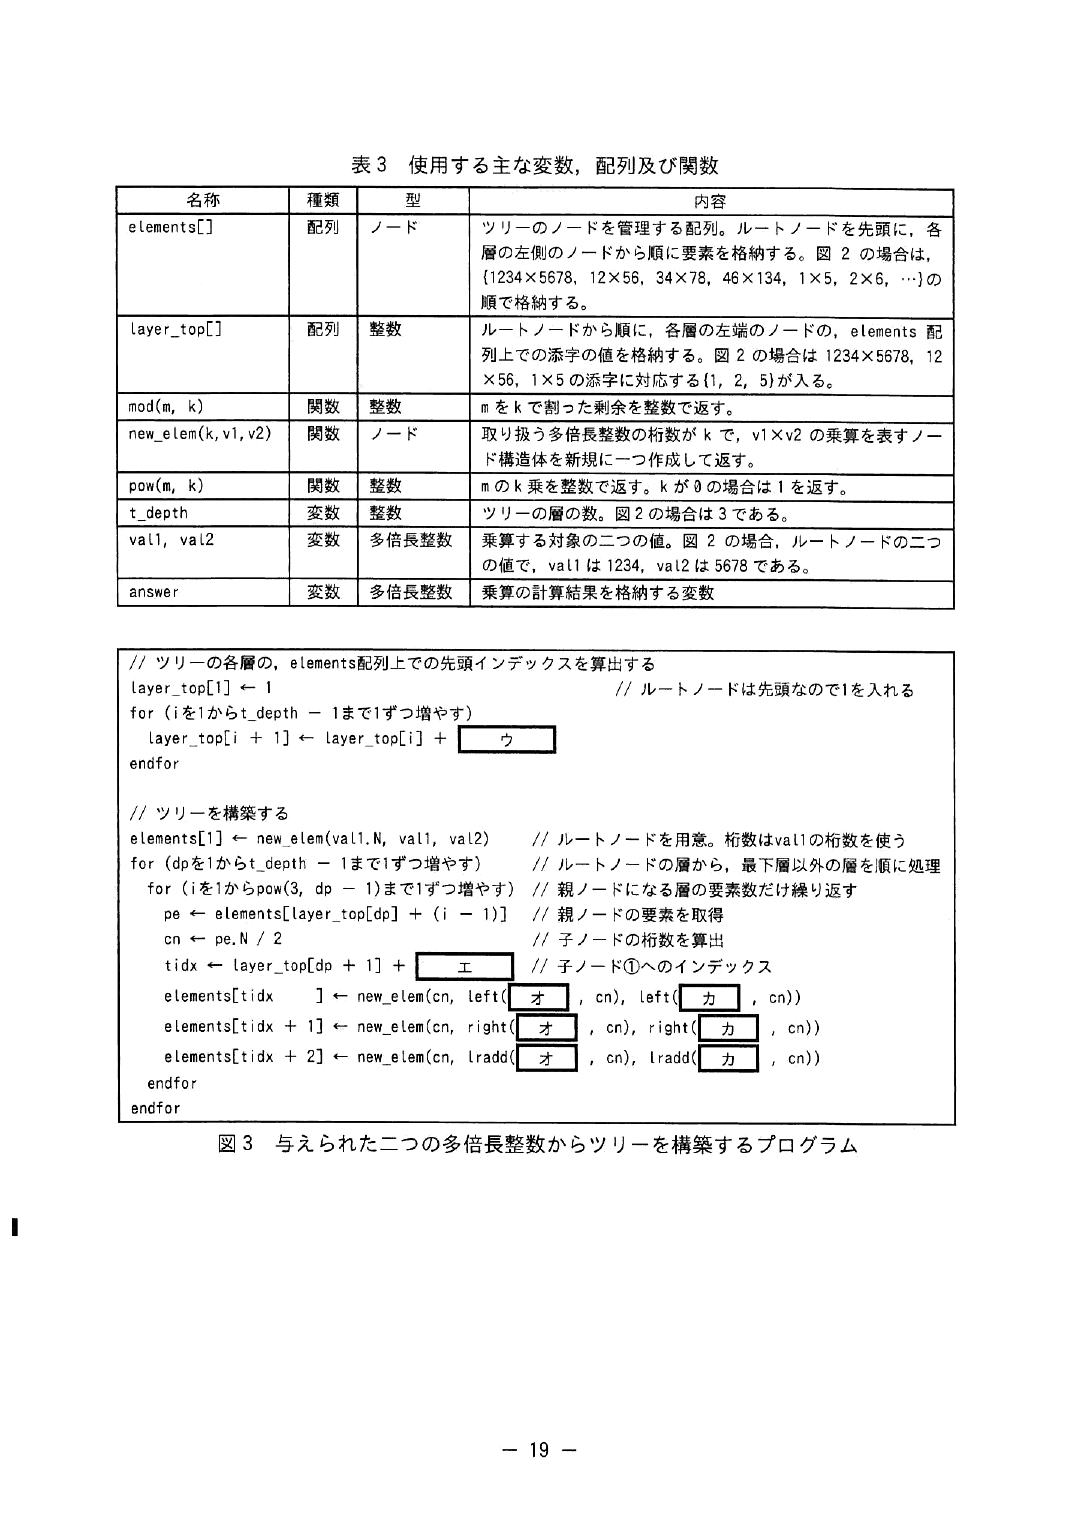 表3　使用する主な変数，配列及び関数
名称　種類　型　内容
elements[]　配列　ノード　ツリーのノードを管理する配列。ルートノードを先頭に，各
層の左側のノードから順に要素を格納する。図 2 の場合は，
{1234×5678, 12×56, 34×78, 46×134, 1×5, 2×6, …}の
順で格納する。
layer_top[]　配列　整数　ルートノードから順に，各層の左端のノードの，elements 配
列上での添字の値を格納する。図 2 の場合は 1234×5678, 12
×56, 1×5 の添字に対応する{1, 2, 5}が入る。
mod(m, k)　関数　整数　m を k で割った剰余を整数で返す。
new_elem(k,v1,v2)　関数　ノード　取り扱う多倍長整数の桁数が k で，v1×v2 の乗算を表すノー
ド構造体を新規に一つ作成して返す。
pow(m, k)　関数　整数　m の k 乗を整数で返す。k が 0 の場合は 1 を返す。
t_depth　変数　整数　ツリーの層の数。図 2 の場合は 3 である。
val1, val2　変数　多倍長整数　乗算する対象の二つの値。図 2 の場合，ルートノードの二つ
の値で，val1 は 1234, val2 は 5678 である。
answer　変数　多倍長整数　乗算の計算結果を格納する変数
// ツリーの各層の，elements配列上での先頭インデックスを算出する
layer_top[1] ← 1　// ルートノードは先頭なので1を入れる
for (iを1からt_depth － 1まで1ずつ増やす)
layer_top[i + 1] ← layer_top[i] + ウ
endfor
// ツリーを構築する
elements[1] ← new_elem(val1.N, val1, val2)　// ルートノードを用意。桁数はval1の桁数を使う
for (dpを1からt_depth － 1まで1ずつ増やす)　// ルートノードの層から，最下層以外の層を順に処理
for (iを1からpow(3, dp － 1)まで1ずつ増やす)　// 親ノードになる層の要素数だけ繰り返す
pe ← elements[layer_top[dp] + (i － 1)]　// 親ノードの要素を取得
cn ← pe.N / 2　// 子ノードの桁数を算出
tidx ← layer_top[dp + 1] + エ　// 子ノード①へのインデックス
elements[tidx ] ← new_elem(cn, left( オ , cn), left( カ , cn))
elements[tidx + 1] ← new_elem(cn, right( オ , cn), right( カ , cn))
elements[tidx + 2] ← new_elem(cn, lradd( オ , cn), lradd( カ , cn))
endfor
endfor
図3　与えられた二つの多倍長整数からツリーを構築するプログラム
－ 19 －